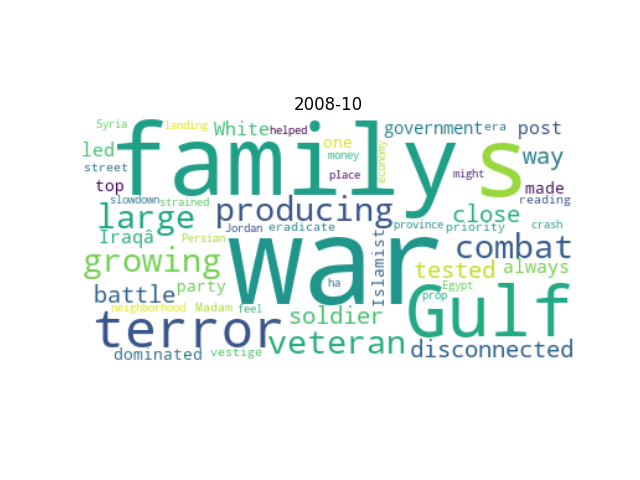 2008-10
Syria landing White helped one money economy government era post
led family s way
street place might top made
slowdown strained large producing close reading
Iraqâ Persian Jordan eradicate province priority crash
growing war Islamist combat
tested always
battle party ha Egypt prop Gulf
neighborhood Madam feel soldier
terror veteran disconnected
dominated vestige